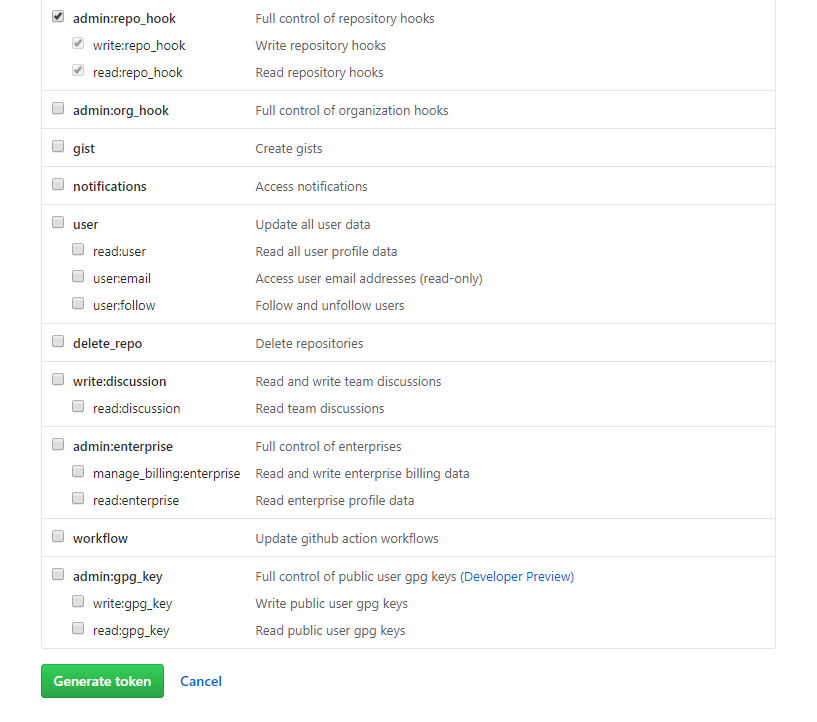 admin:repo_hook Full control of repository hooks
write:repo_hook Write repository hooks
read:repo_hook Read repository hooks
admin:org_hook Full control of organization hooks
gist Create gists
notifications Access notifications
user Update all user data
read:user Read all user profile data
user:email Access user email addresses (read-only)
user:follow Follow and unfollow users
delete_repo Delete repositories
write:discussion Read and write team discussions
read:discussion Read team discussions
admin:enterprise Full control of enterprises
manage_billing:enterprise Read and write enterprise billing data
read:enterprise Read enterprise profile data
workflow Update github action workflows
admin:gpg_key Full control of public user gpg keys (Developer Preview)
write:gpg_key Write public user gpg keys
read:gpg_key Read public user gpg keys
Generate token Cancel